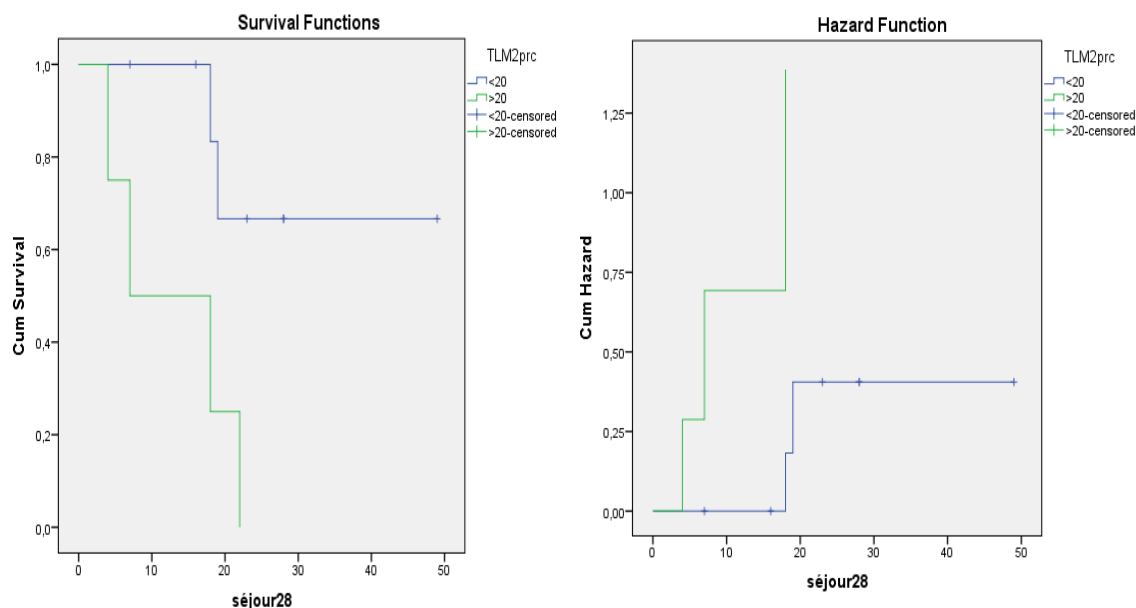 Survival Functions
TLM2prc
<20
>20
<20-censored
>20-censored
Cum Survival
1,0
0,8
0,6
0,4
0,2
0,0
0
10
20
30
40
50
séjour28
Hazard Function
TLM2prc
<20
>20
<20-censored
>20-censored
Cum Hazard
1,25
1,00
0,75
0,50
0,25
0,00
0
10
20
30
40
50
séjour28